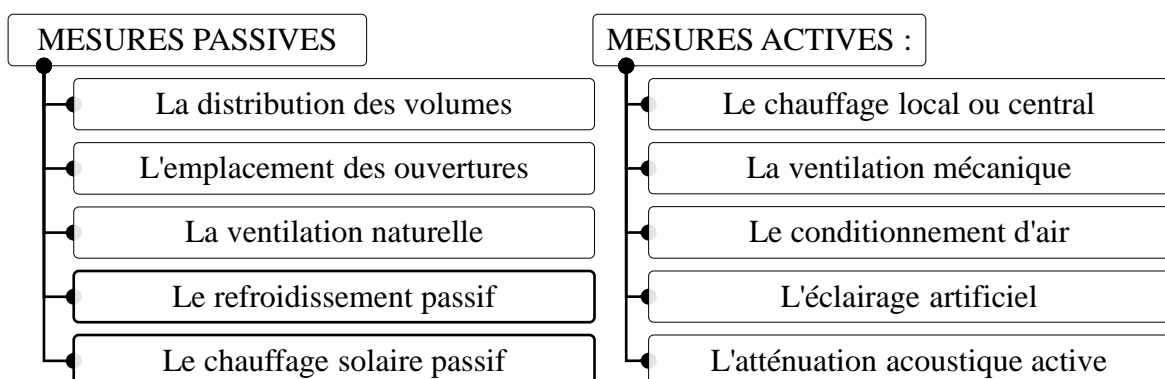 MESURES PASSIVES
La distribution des volumes
L'emplacement des ouvertures
La ventilation naturelle
Le refroidissement passif
Le chauffage solaire passif
MESURES ACTIVES :
Le chauffage local ou central
La ventilation mécanique
Le conditionnement d'air
L'éclairage artificiel
L'atténuation acoustique active